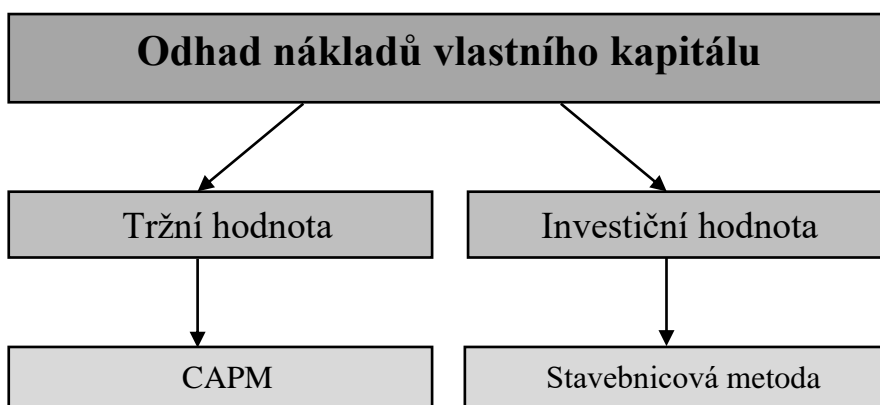 Odhad nákladů vlastního kapitálu
Tržní hodnota
Investiční hodnota
CAPM
Stavebnicová metoda